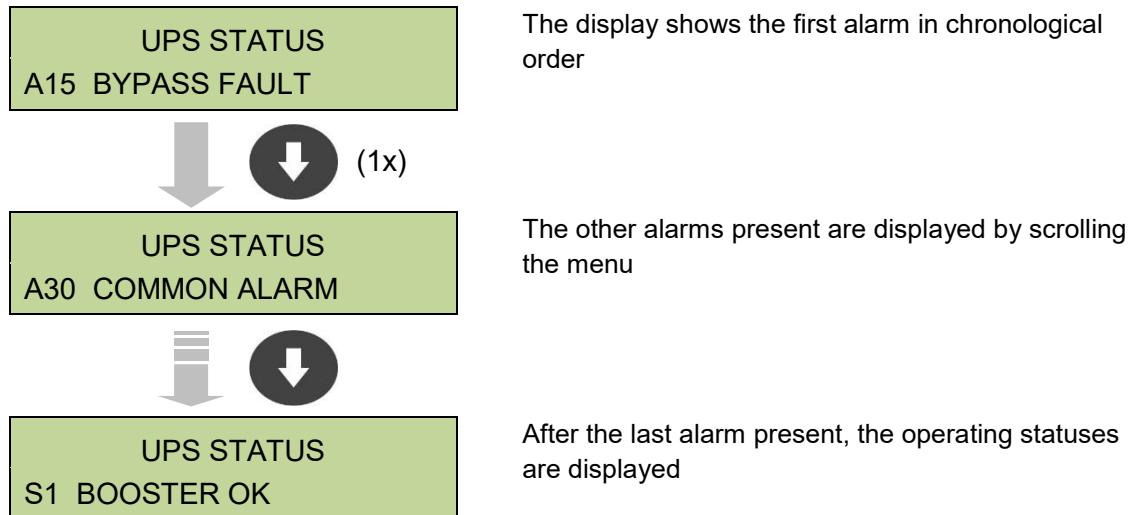 UPS STATUS
A15 BYPASS FAULT
The display shows the first alarm in chronological
order
(1x)
UPS STATUS
A30 COMMON ALARM
The other alarms present are displayed by scrolling
the menu
UPS STATUS
S1 BOOSTER OK
After the last alarm present, the operating statuses
are displayed